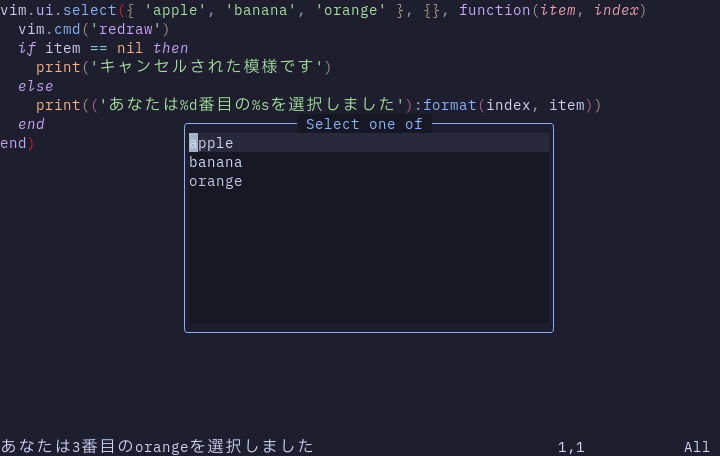 vim.ui.select({ 'apple', 'banana', 'orange' }, {}, function(item, index)
  vim.cmd('redraw')
  if item == nil then
    print('キャンセルされた模様です')
  else
    print(('あなたは%d番目の%sを選択しました'):format(index, item))
  end
end)
Select one of
apple
banana
orange
あなたは3番目のorangeを選択しました 1,1 All